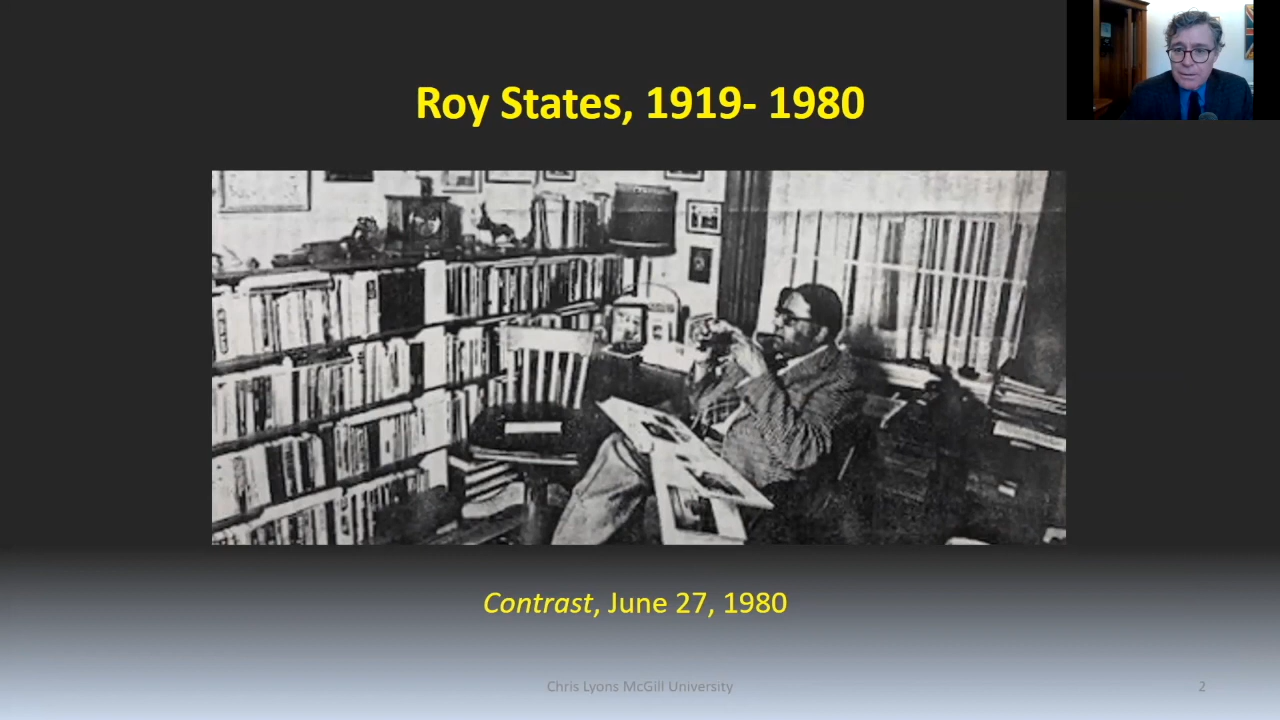 Roy States, 1919- 1980
Contrast, June 27, 1980
Chris Lyons McGill University
2